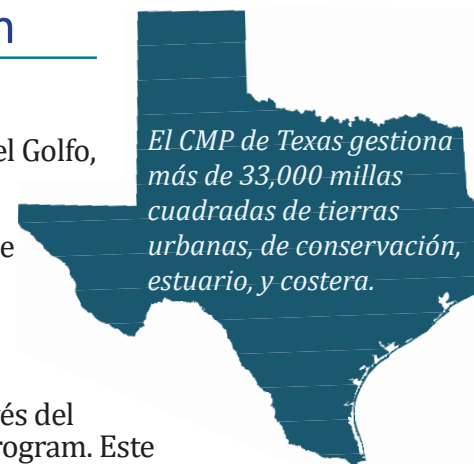 n
el Golfo,
e
vés del
rogram. Este
El CMP de Texas gestiona
más de 33,000 millas
cuadradas de tierras
urbanas, de conservación,
estuario, y costera.